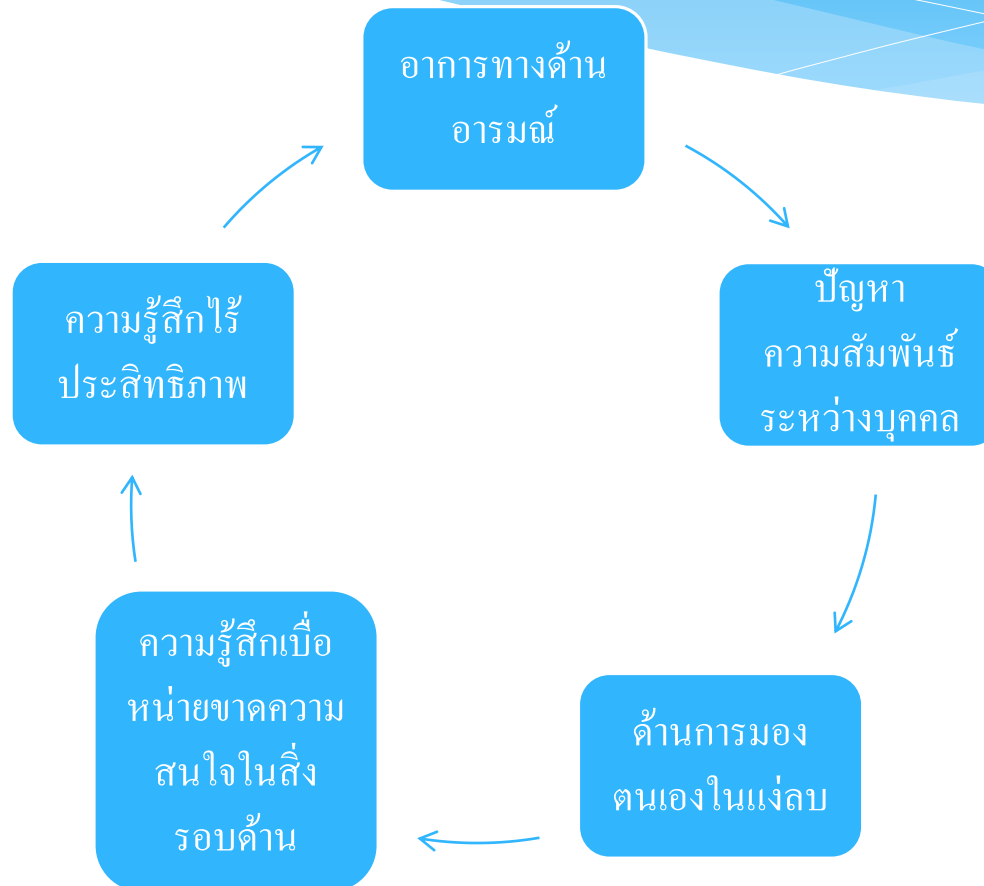 อาการทางด้าน
อารมณ์
ปัญหา
ความสัมพันธ์
ระหว่างบุคคล
ด้านการมอง
ตนเองในแง่ลบ
ความรู้สึกเบื่อ
หน่ายขาดความ
สนใจในสิ่ง
รอบด้าน
ความรู้สึกไร้
ประสิทธิภาพ